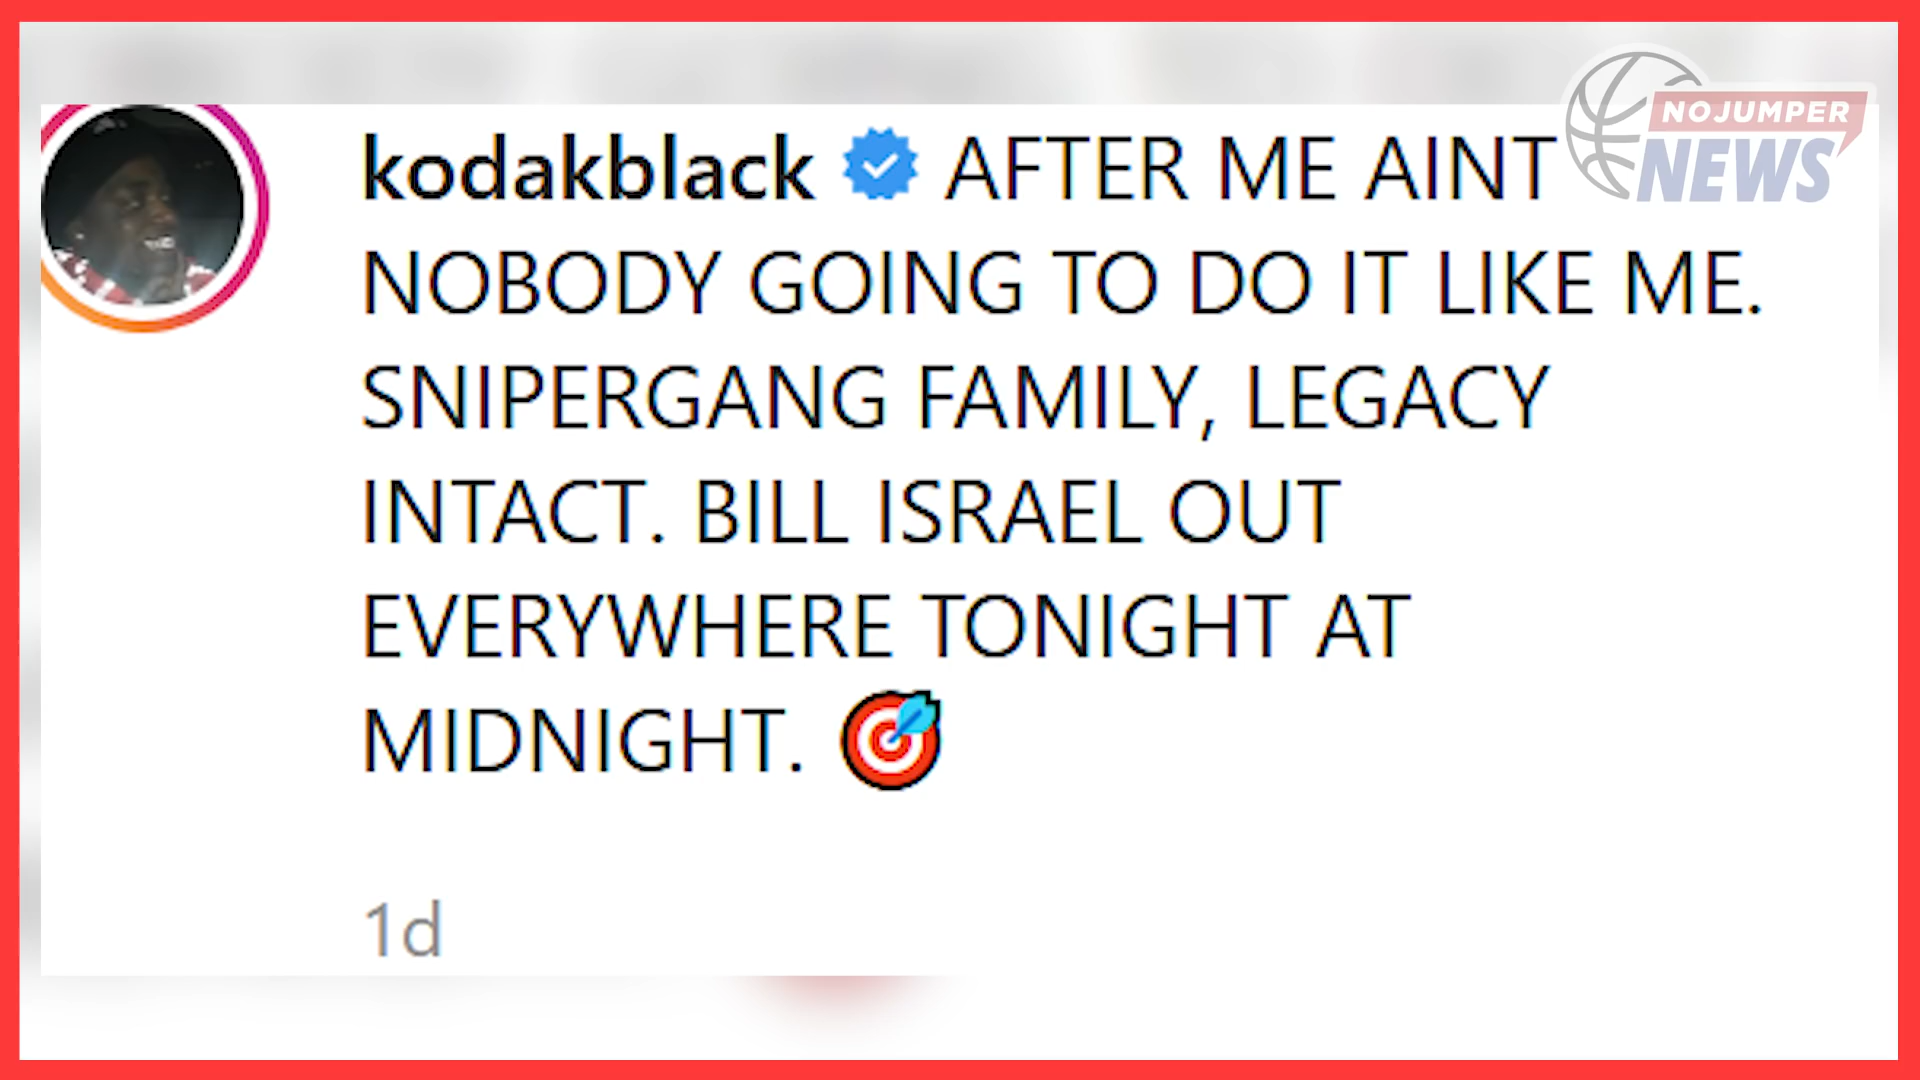 NOJUMPER
NEWS
kodakblack AFTER ME AINT
NOBODY GOING TO DO IT LIKE ME.
SNIPERGANG FAMILY, LEGACY
INTACT. BILL ISRAEL OUT
EVERYWHERE TONIGHT AT
MIDNIGHT. 🎯
1d